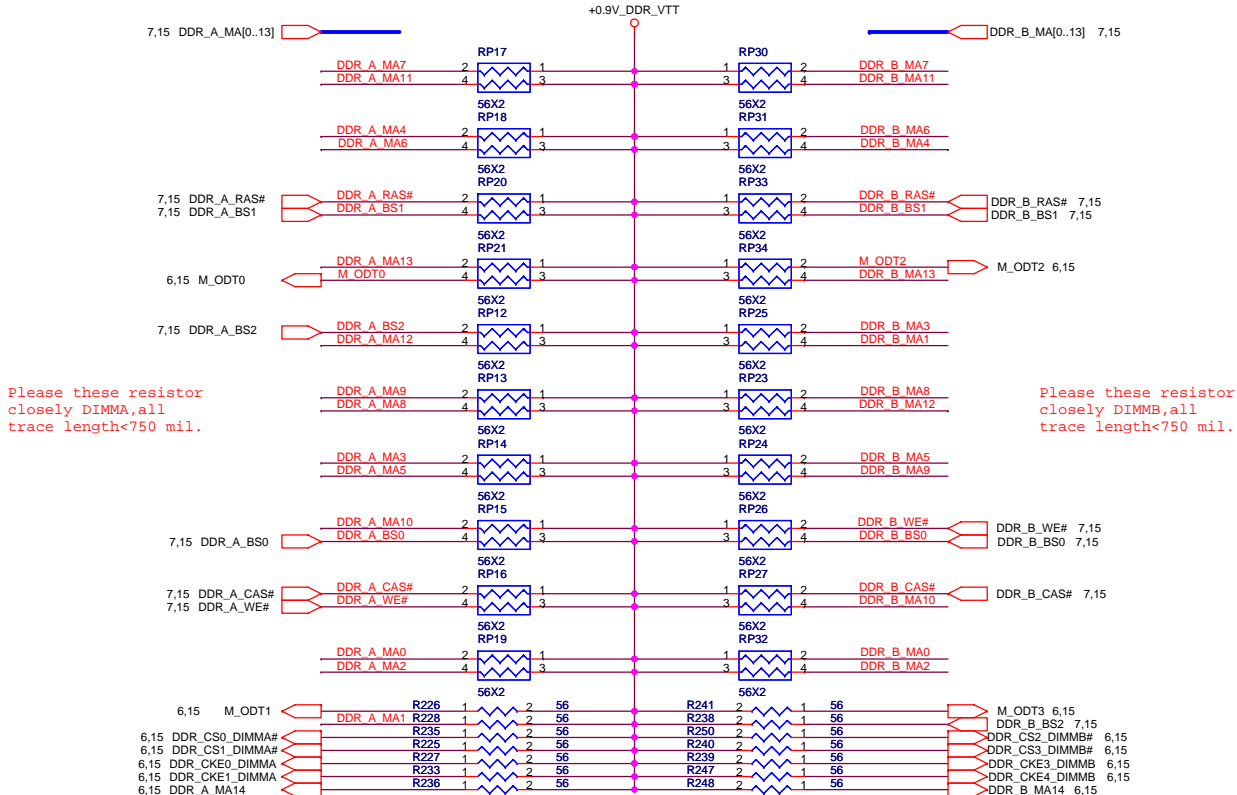 +0.9V_DDR_VTT
7,15 DDR_A_MA[0..13] DDR_B_MA[0..13] 7,15
RP17 RP30
DDR_A_MA7 2 1 1 2 DDR_B_MA7
DDR_A_MA11 4 3 3 4 DDR_B_MA11
56X2 56X2
RP18 RP31
DDR_A_MA4 2 1 1 2 DDR_B_MA6
DDR_A_MA6 4 3 3 4 DDR_B_MA4
56X2 56X2
RP20 RP33
7,15 DDR_A_RAS# DDR_A_RAS# 2 1 1 2 DDR_B_RAS# DDR_B_RAS# 7,15
7,15 DDR_A_BS1 DDR_A_BS1 4 3 3 4 DDR_B_BS1 DDR_B_BS1 7,15
56X2 56X2
RP21 RP34
DDR_A_MA13 2 1 1 2 M_ODT2 M_ODT2 6,15
6,15 M_ODT0 M_ODT0 4 3 3 4 DDR_B_MA13
56X2 56X2
RP12 RP25
7,15 DDR_A_BS2 DDR_A_BS2 2 1 1 2 DDR_B_MA3
DDR_A_MA12 4 3 3 4 DDR_B_MA1
56X2 56X2
RP13 RP23
DDR_A_MA9 2 1 1 2 DDR_B_MA8
DDR_A_MA8 4 3 3 4 DDR_B_MA12
56X2 56X2
Please these resistor
closely DIMMA,all
trace length<750 mil.
Please these resistor
closely DIMMB,all
trace length<750 mil.
RP14 RP24
DDR_A_MA3 2 1 1 2 DDR_B_MA5
DDR_A_MA5 4 3 3 4 DDR_B_MA9
56X2 56X2
RP15 RP26
DDR_A_MA10 2 1 1 2 DDR_B_WE# DDR_B_WE# 7,15
7,15 DDR_A_BS0 DDR_A_BS0 4 3 3 4 DDR_B_BS0 DDR_B_BS0 7,15
56X2 56X2
RP16 RP27
7,15 DDR_A_CAS# DDR_A_CAS# 2 1 1 2 DDR_B_CAS# DDR_B_CAS# 7,15
7,15 DDR_A_WE# DDR_A_WE# 4 3 3 4 DDR_B_MA10
56X2 56X2
RP19 RP32
DDR_A_MA0 2 1 1 2 DDR_B_MA0
DDR_A_MA2 4 3 3 4 DDR_B_MA2
56X2 56X2
6,15 M_ODT1 R226 1 2 56 R241 2 1 56 M_ODT3 6,15
DDR_A_MA1 R228 1 2 56 R238 2 1 56 DDR_B_BS2 7,15
6,15 DDR_CS0_DIMMA# R235 1 2 56 R250 2 1 56 DDR_CS2_DIMMB# 6,15
6,15 DDR_CS1_DIMMA# R225 1 2 56 R240 2 1 56 DDR_CS3_DIMMB# 6,15
6,15 DDR_CKE0_DIMMA R227 1 2 56 R239 2 1 56 DDR_CKE3_DIMMB 6,15
6,15 DDR_CKE1_DIMMA R233 1 2 56 R247 2 1 56 DDR_CKE4_DIMMB 6,15
6,15 DDR_A_MA14 R236 1 2 56 R248 2 1 56 DDR_B_MA14 6,15